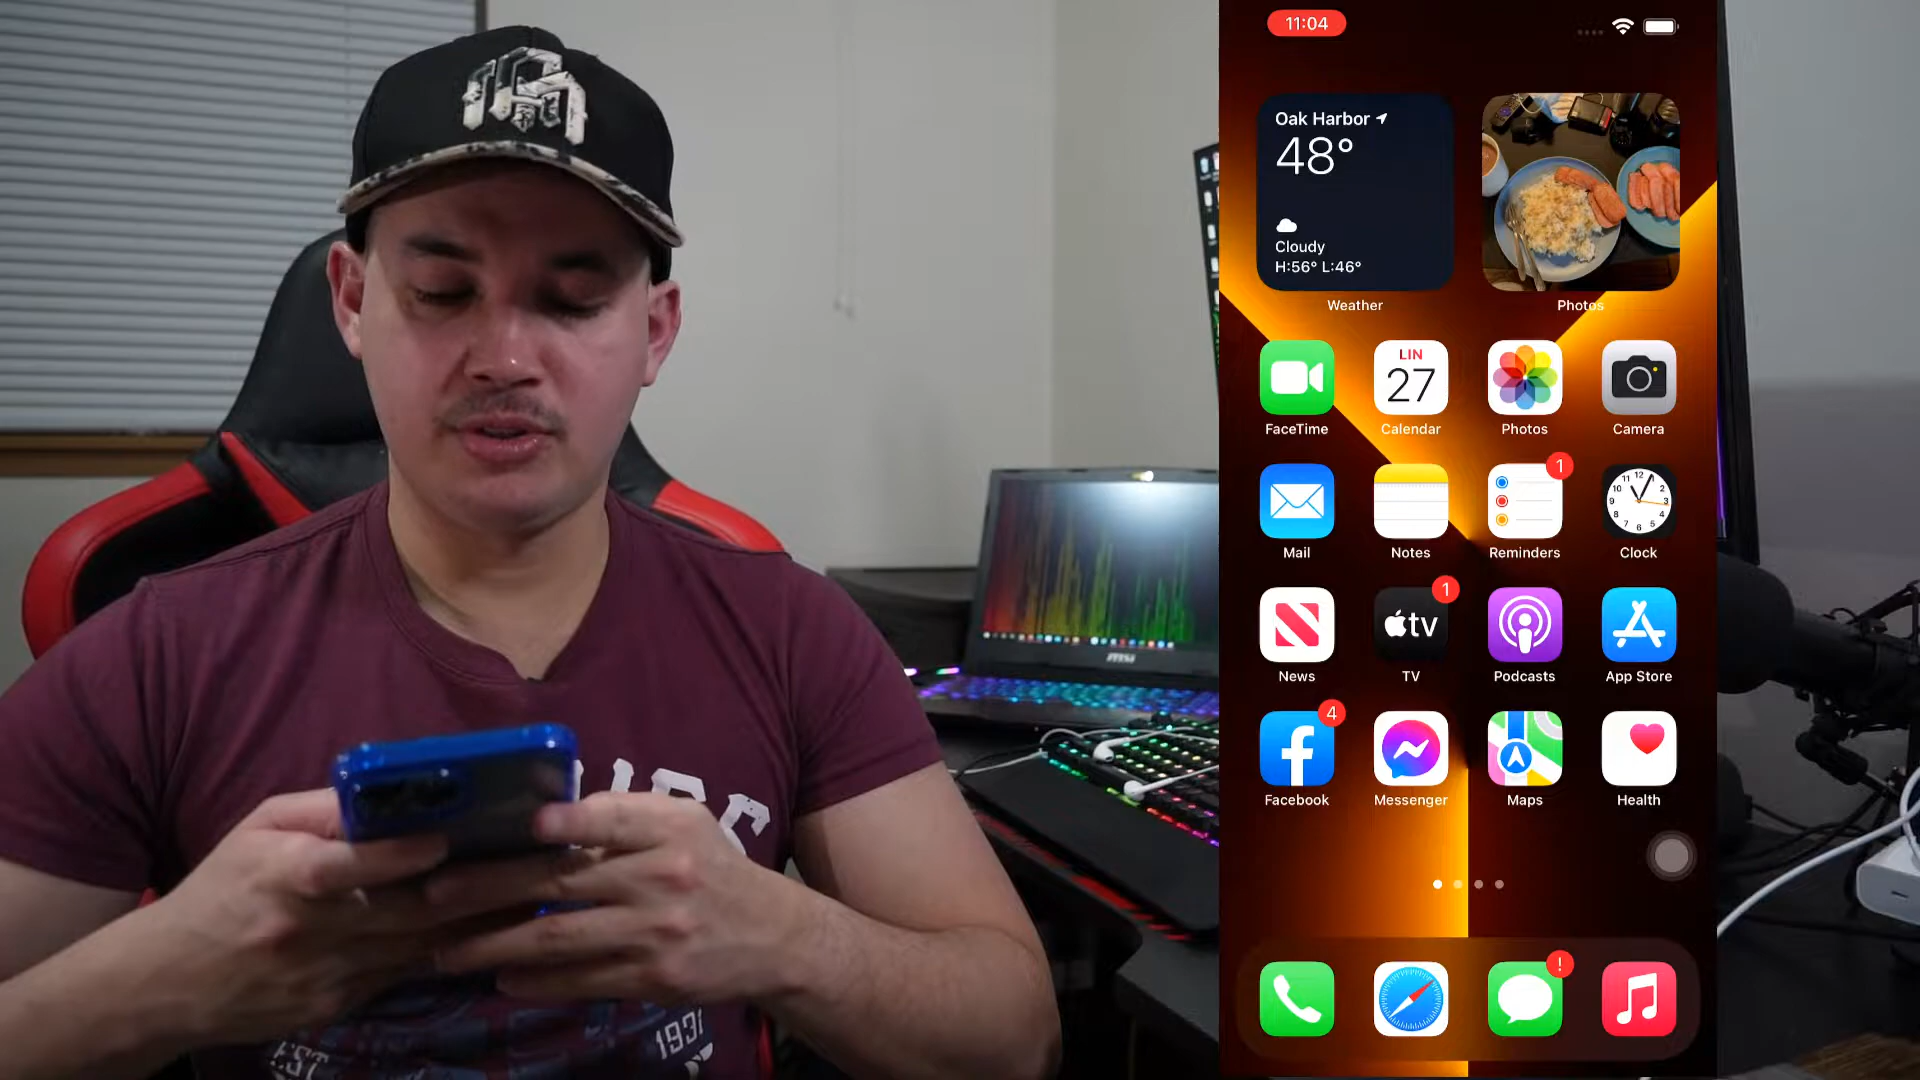 11:04
Oak Harbor
48°
Cloudy
H:56° L:46°
Weather
Photos
FaceTime
LIN
27
Calendar
Photos
Camera
Mail
Notes
1
Reminders
Clock
News
1
tv
TV
Podcasts
App Store
4
Facebook
Messenger
Maps
Health
!
msi
1931